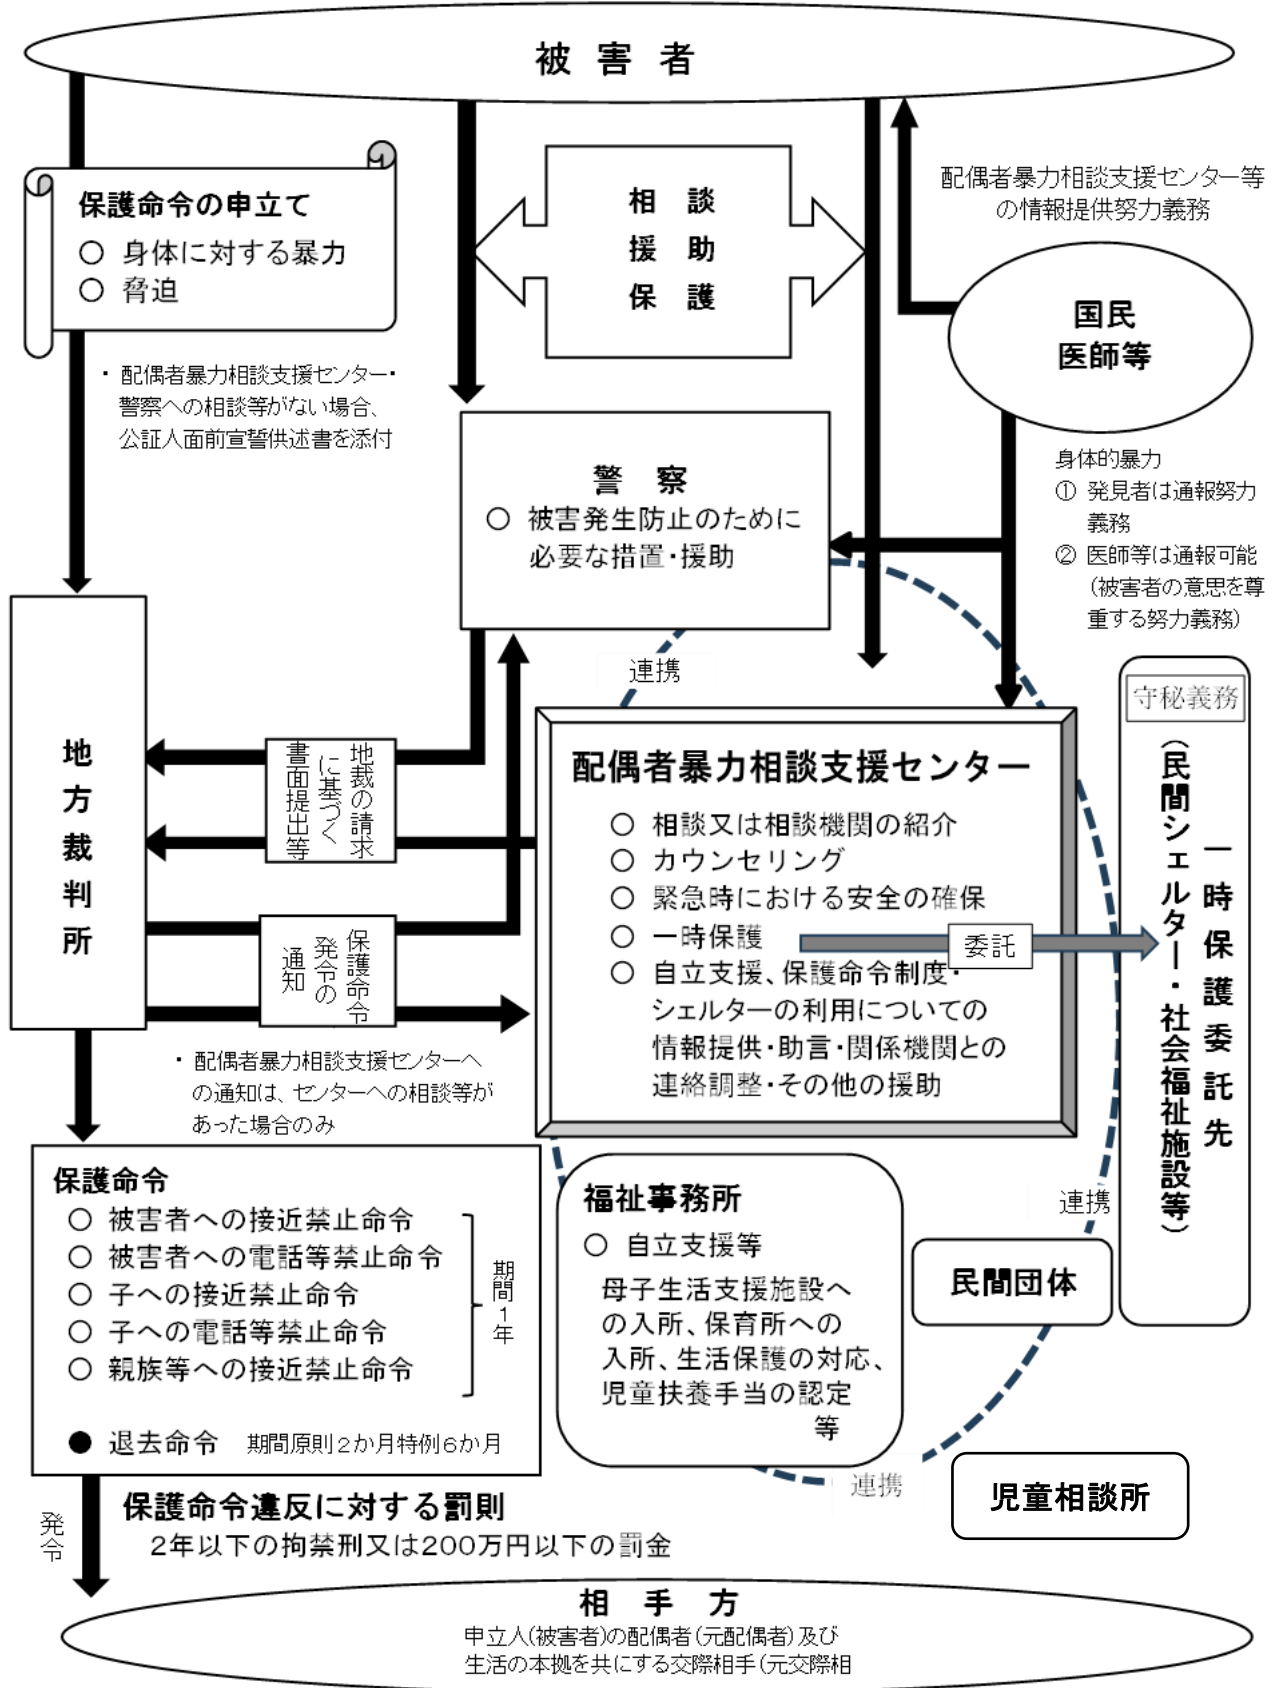 被害者
保護命令の申立て
○ 身体に対する暴力
○ 脅迫
相談
援助
保護
配偶者暴力相談支援センター等
の情報提供努力義務
国民
医師等
・ 配偶者暴力相談支援センター・
警察への相談等がない場合、
公証人面前宣誓供述書を添付
警察
○ 被害発生防止のために
必要な措置・援助
身体的暴力
① 発見者は通報努力
義務
② 医師等は通報可能
(被害者の意思を尊
重する努力義務)
連携
地方裁判所
地裁の請求
に基づく
書面提出等
保護命令
発令の
通知
配偶者暴力相談支援センター
○ 相談又は相談機関の紹介
○ カウンセリング
○ 緊急時における安全の確保
○ 一時保護
委託
○ 自立支援、保護命令制度・
シェルターの利用についての
情報提供・助言・関係機関との
連絡調整・その他の援助
守秘義務
一時保護委託先
(民間シェルター・社会福祉施設等)
・ 配偶者暴力相談支援センターへ
の通知は、センターへの相談等が
あった場合のみ
保護命令
○ 被害者への接近禁止命令
○ 被害者への電話等禁止命令
○ 子への接近禁止命令
○ 子への電話等禁止命令
○ 親族等への接近禁止命令
期間1年
● 退去命令 期間原則2か月特例6か月
福祉事務所
○ 自立支援等
母子生活支援施設へ
の入所、保育所への
入所、生活保護の対応、
児童扶養手当の認定
等
連携
民間団体
連携
児童相談所
発令
保護命令違反に対する罰則
2年以下の拘禁刑又は200万円以下の罰金
相手方
申立人(被害者)の配偶者(元配偶者)及び
生活の本拠を共にする交際相手(元交際相